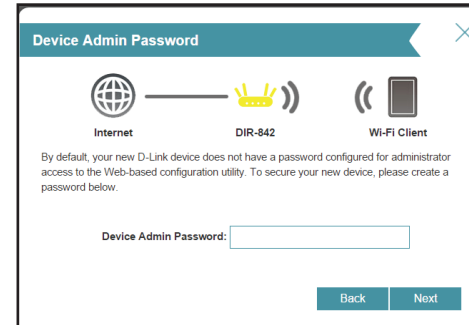 Device Admin Password
Internet DIR-842 Wi-Fi Client
By default, your new D-Link device does not have a password configured for administrator
access to the Web-based configuration utility. To secure your new device, please create a
password below.
Device Admin Password:
Back Next